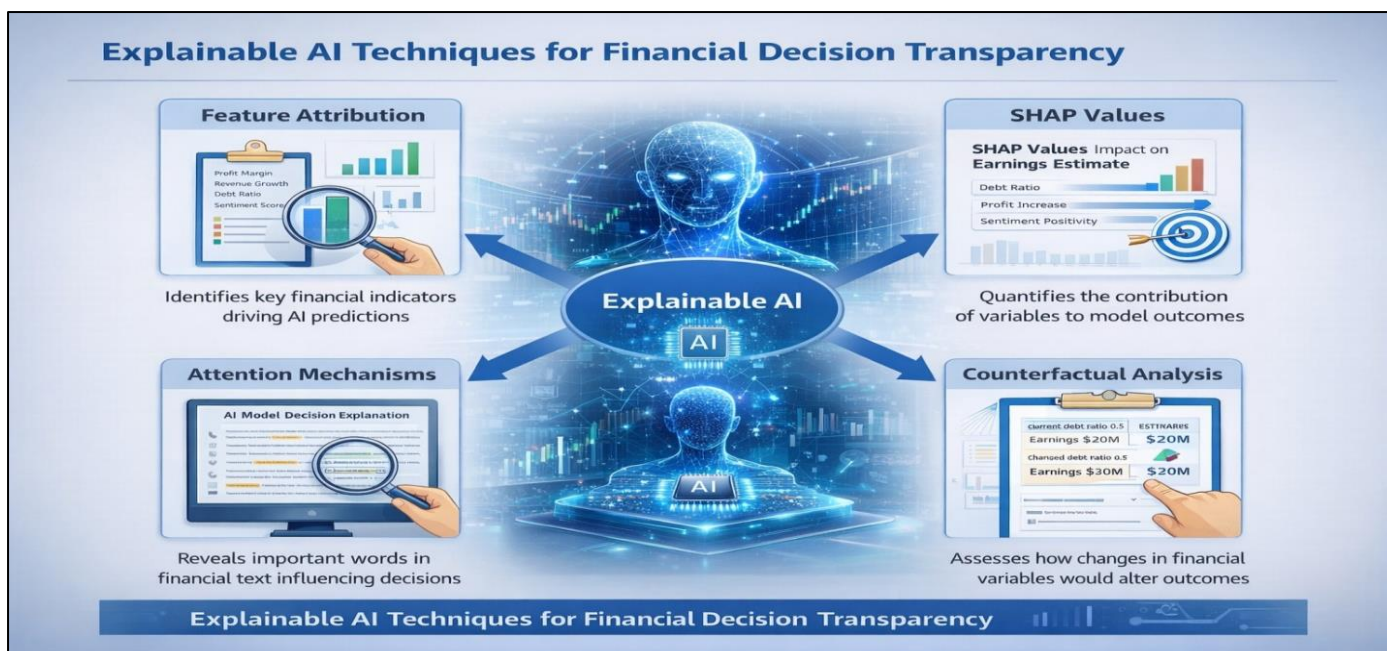 Explainable AI Techniques for Financial Decision Transparency
Feature Attribution
Profit Margin
Revenue Growth
Debt Ratio
Sentiment Score
Identifies key financial indicators
driving AI predictions
SHAP Values
SHAP Values Impact on
Earnings Estimate
Debt Ratio
Profit Increase
Sentiment Positivity
Quantifies the contribution
of variables to model outcomes
Explainable AI
AI
AI
Attention Mechanisms
AI Model Decision Explanation
Reveals important words in
financial text influencing decisions
Counterfactual Analysis
Current debt ratio 0.5 ESTINARES
Earnings $20M $20M
Changed debt ratio 0.5
Earnings $30M $20M
Assesses how changes in financial
variables would alter outcomes
Explainable AI Techniques for Financial Decision Transparency